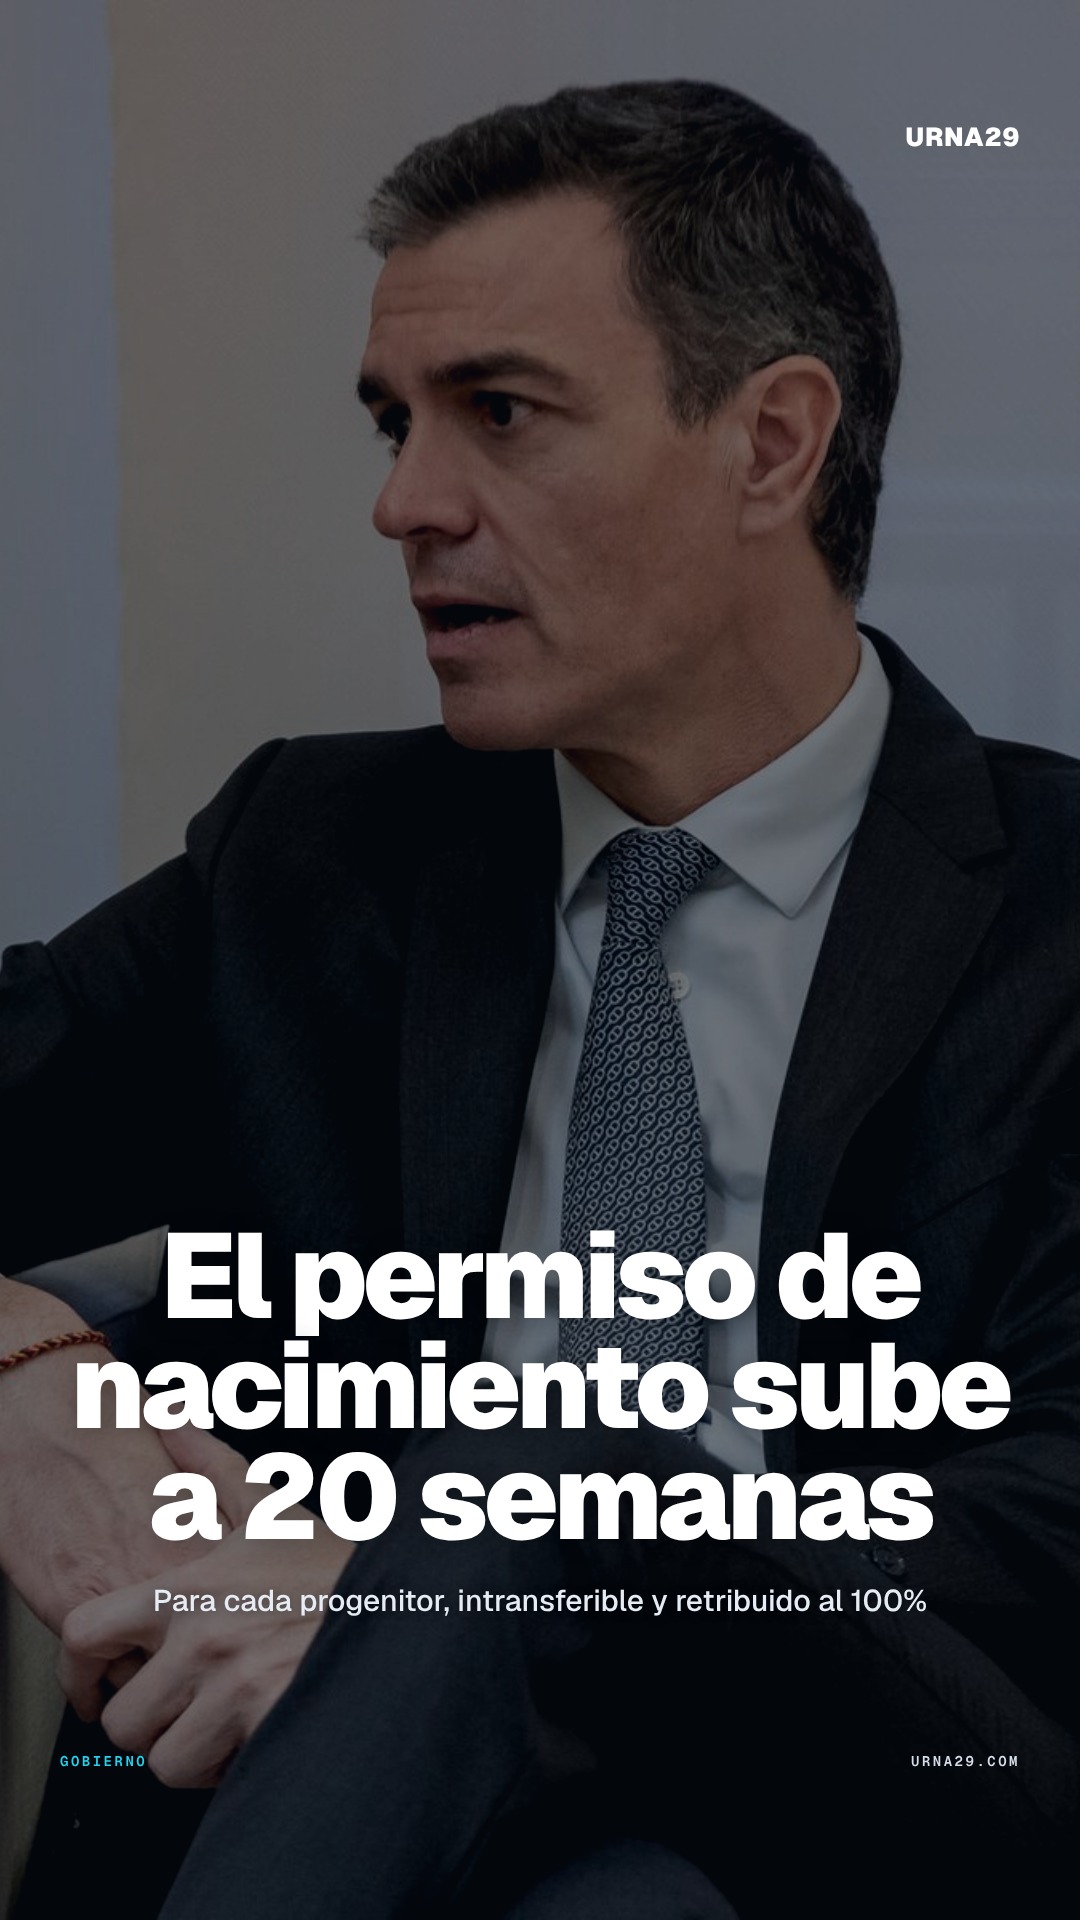 URNA29
El permiso de
nacimiento sube
a 20 semanas
Para cada progenitor, intransferible y retribuido al 100%
GOBIERNO
URNA29.COM